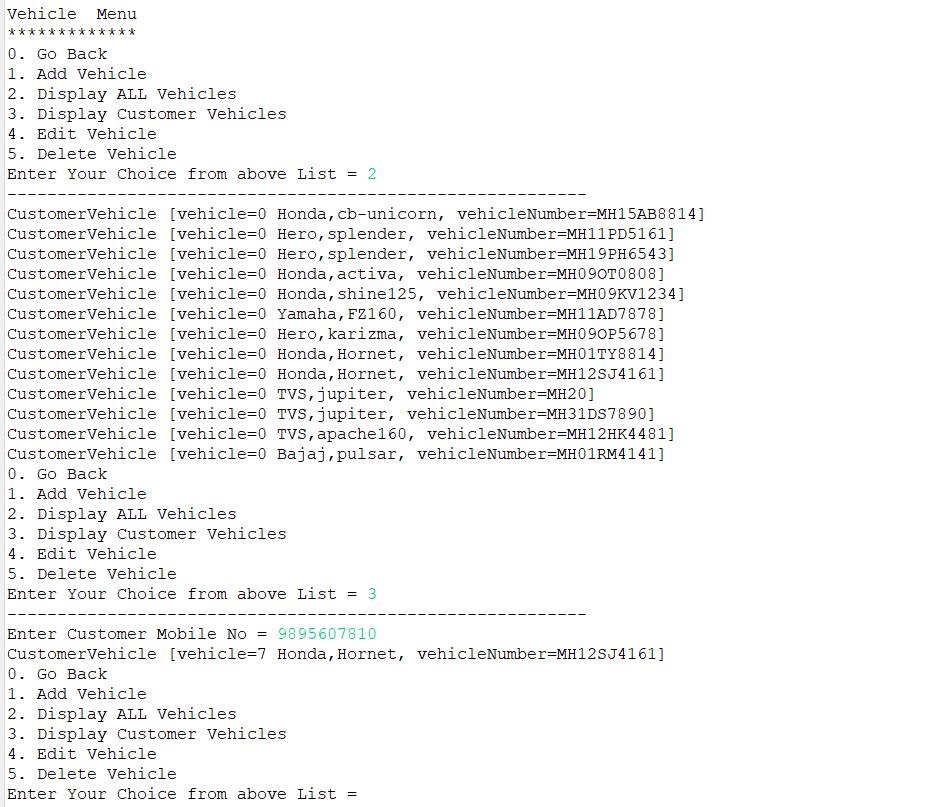 Vehicle  Menu
*************
0. Go Back
1. Add Vehicle
2. Display ALL Vehicles
3. Display Customer Vehicles
4. Edit Vehicle
5. Delete Vehicle
Enter Your Choice from above List = 2
----------------------------------------------------------
CustomerVehicle [vehicle=0 Honda,cb-unicorn, vehicleNumber=MH15AB8814]
CustomerVehicle [vehicle=0 Hero,splender, vehicleNumber=MH11PD5161]
CustomerVehicle [vehicle=0 Hero,splender, vehicleNumber=MH19PH6543]
CustomerVehicle [vehicle=0 Honda,activa, vehicleNumber=MH09OT0808]
CustomerVehicle [vehicle=0 Honda,shine125, vehicleNumber=MH09KV1234]
CustomerVehicle [vehicle=0 Yamaha,FZ160, vehicleNumber=MH11AD7878]
CustomerVehicle [vehicle=0 Hero,karizma, vehicleNumber=MH09OP5678]
CustomerVehicle [vehicle=0 Honda,Hornet, vehicleNumber=MH01TY8814]
CustomerVehicle [vehicle=0 Honda,Hornet, vehicleNumber=MH12SJ4161]
CustomerVehicle [vehicle=0 TVS,jupiter, vehicleNumber=MH20]
CustomerVehicle [vehicle=0 TVS,jupiter, vehicleNumber=MH31DS7890]
CustomerVehicle [vehicle=0 TVS,apache160, vehicleNumber=MH12HK4481]
CustomerVehicle [vehicle=0 Bajaj,pulsar, vehicleNumber=MH01RM4141]
0. Go Back
1. Add Vehicle
2. Display ALL Vehicles
3. Display Customer Vehicles
4. Edit Vehicle
5. Delete Vehicle
Enter Your Choice from above List = 3
----------------------------------------------------------
Enter Customer Mobile No = 9895607810
CustomerVehicle [vehicle=7 Honda,Hornet, vehicleNumber=MH12SJ4161]
0. Go Back
1. Add Vehicle
2. Display ALL Vehicles
3. Display Customer Vehicles
4. Edit Vehicle
5. Delete Vehicle
Enter Your Choice from above List =